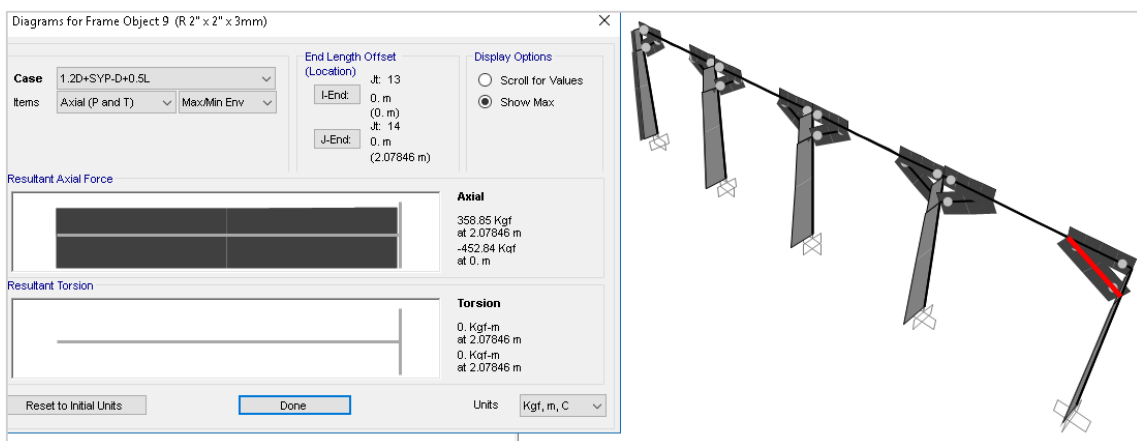 Diagrams for Frame Object 9 (R 2" x 2" x 3mm)
Case
1.2D+SYP-D+0.5L
Items
Axial (P and T)
Max/Min Env
End Length Offset
(Location)
I-End:
Jt: 13
0. m
(0. m)
J-End:
Jt: 14
0. m
(2.07846 m)
Display Options
Scroll for Values
Show Max
Resultant Axial Force
Axial
358.85 Kgf
at 2.07846 m
-452.84 Kgf
at 0. m
Resultant Torsion
Torsion
0. Kgf-m
at 2.07846 m
0. Kgf-m
at 2.07846 m
Reset to Initial Units
Done
Units
Kgf, m, C